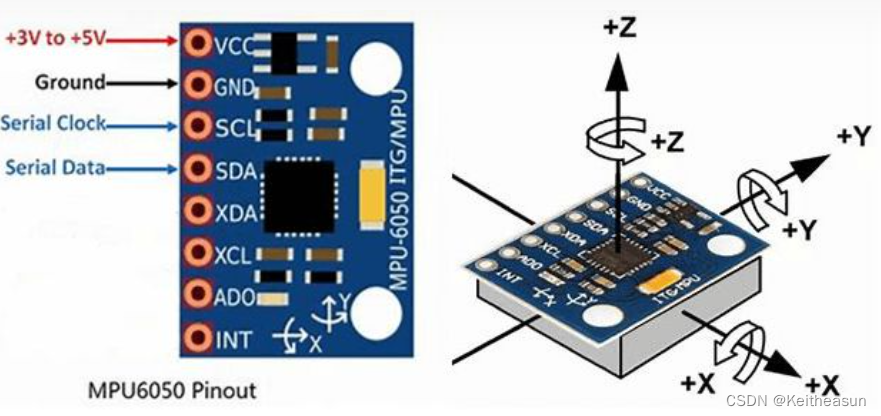 +3V to +5V
Ground
Serial Clock
Serial Data
VCC
GND
SCL
SDA
XDA
XCL
ADO
INT
MPU-6050 ITG/MPU
Y
X
MPU6050 Pinout
+Z
+Z
+Y
+Y
VCC
GND
SCL
SDA
XDA
XCL
ADO
INT
X
Y
ITG/MPU
+X
+X
CSDN @Keitheasun